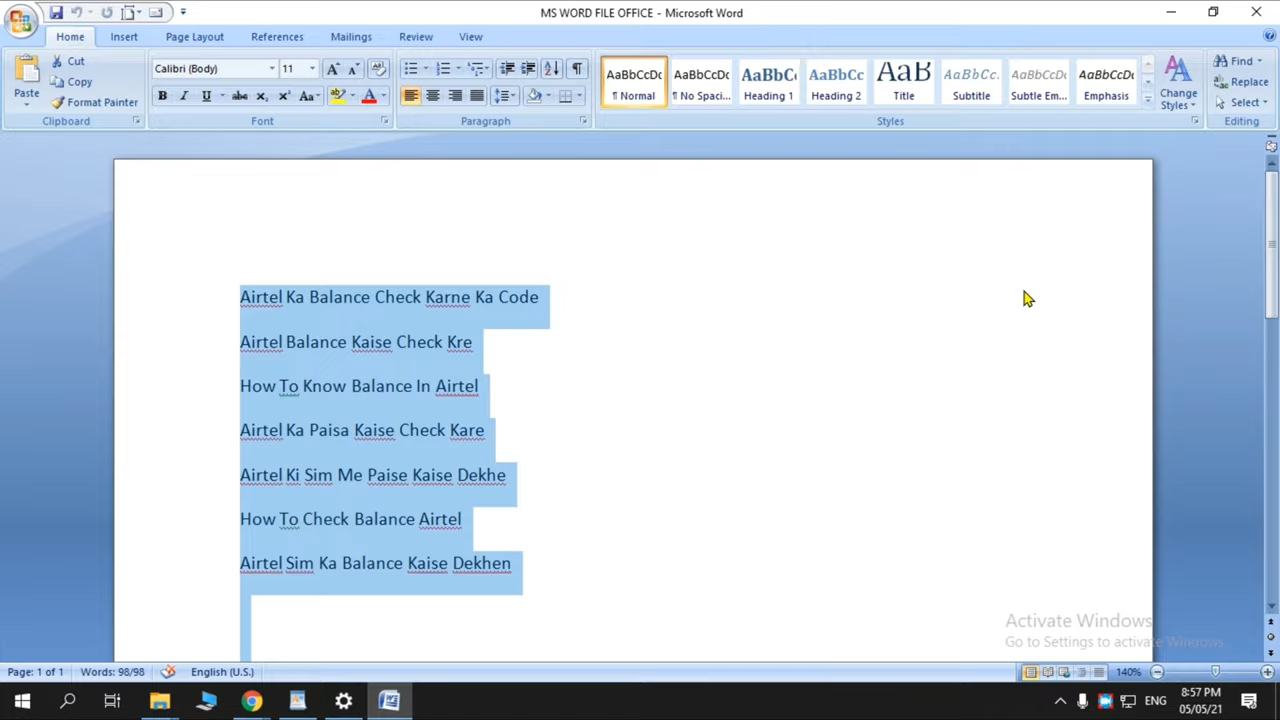 MS WORD FILE OFFICE - Microsoft Word
Home Insert Page Layout References Mailings Review View
Paste
Cut
Copy
Format Painter
Clipboard
Calibri (Body) 11
Font
Paragraph
AaBbCcDc AaBbCcDc AaBbC AaBbCc AaB AaBbCc. AaBbCcDc AaBbCcDc
¶ Normal ¶ No Spaci... Heading 1 Heading 2 Title Subtitle Subtle Em... Emphasis
Change Styles
Styles
Find
Replace
Select
Editing
Airtel Ka Balance Check Karne Ka Code
Airtel Balance Kaise Check Kre
How To Know Balance In Airtel
Airtel Ka Paisa Kaise Check Kare
Airtel Ki Sim Me Paise Kaise Dekhe
How To Check Balance Airtel
Airtel Sim Ka Balance Kaise Dekhen
Activate Windows
Go to Settings to activate Windows.
Page: 1 of 1 Words: 98/98 English (U.S.) 140%
ENG 8:57 PM
05/05/21